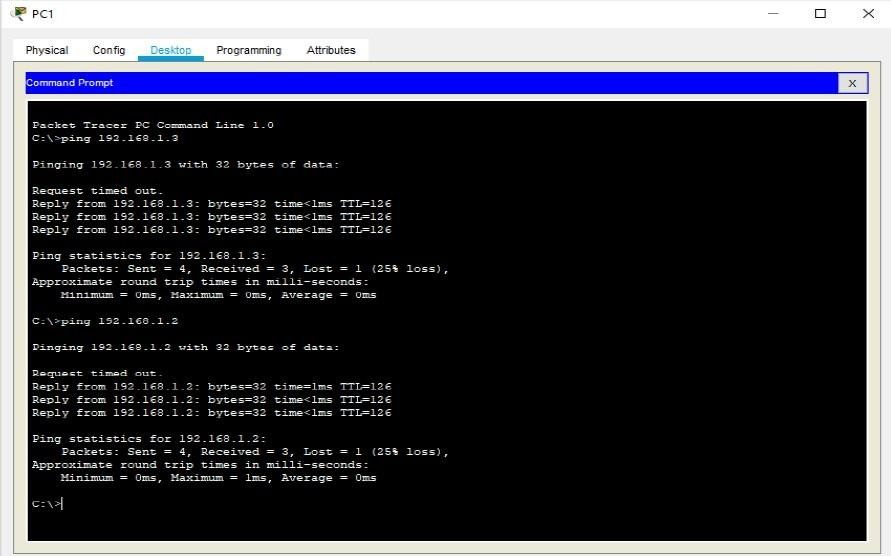 PC1
Physical Config Desktop Programming Attributes
Command Prompt
X
Packet Tracer PC Command Line 1.0
C:\>ping 192.168.1.3
Pinging 192.168.1.3 with 32 bytes of data:
Request timed out.
Reply from 192.168.1.3: bytes=32 time<1ms TTL=126
Reply from 192.168.1.3: bytes=32 time<1ms TTL=126
Reply from 192.168.1.3: bytes=32 time<1ms TTL=126
Ping statistics for 192.168.1.3:
Packets: Sent = 4, Received = 3, Lost = 1 (25% loss),
Approximate round trip times in milli-seconds:
Minimum = 0ms, Maximum = 0ms, Average = 0ms
C:\>ping 192.168.1.2
Pinging 192.168.1.2 with 32 bytes of data:
Request timed out.
Reply from 192.168.1.2: bytes=32 time=1ms TTL=126
Reply from 192.168.1.2: bytes=32 time<1ms TTL=126
Reply from 192.168.1.2: bytes=32 time<1ms TTL=126
Ping statistics for 192.168.1.2:
Packets: Sent = 4, Received = 3, Lost = 1 (25% loss),
Approximate round trip times in milli-seconds:
Minimum = 0ms, Maximum = 1ms, Average = 0ms
C:\>